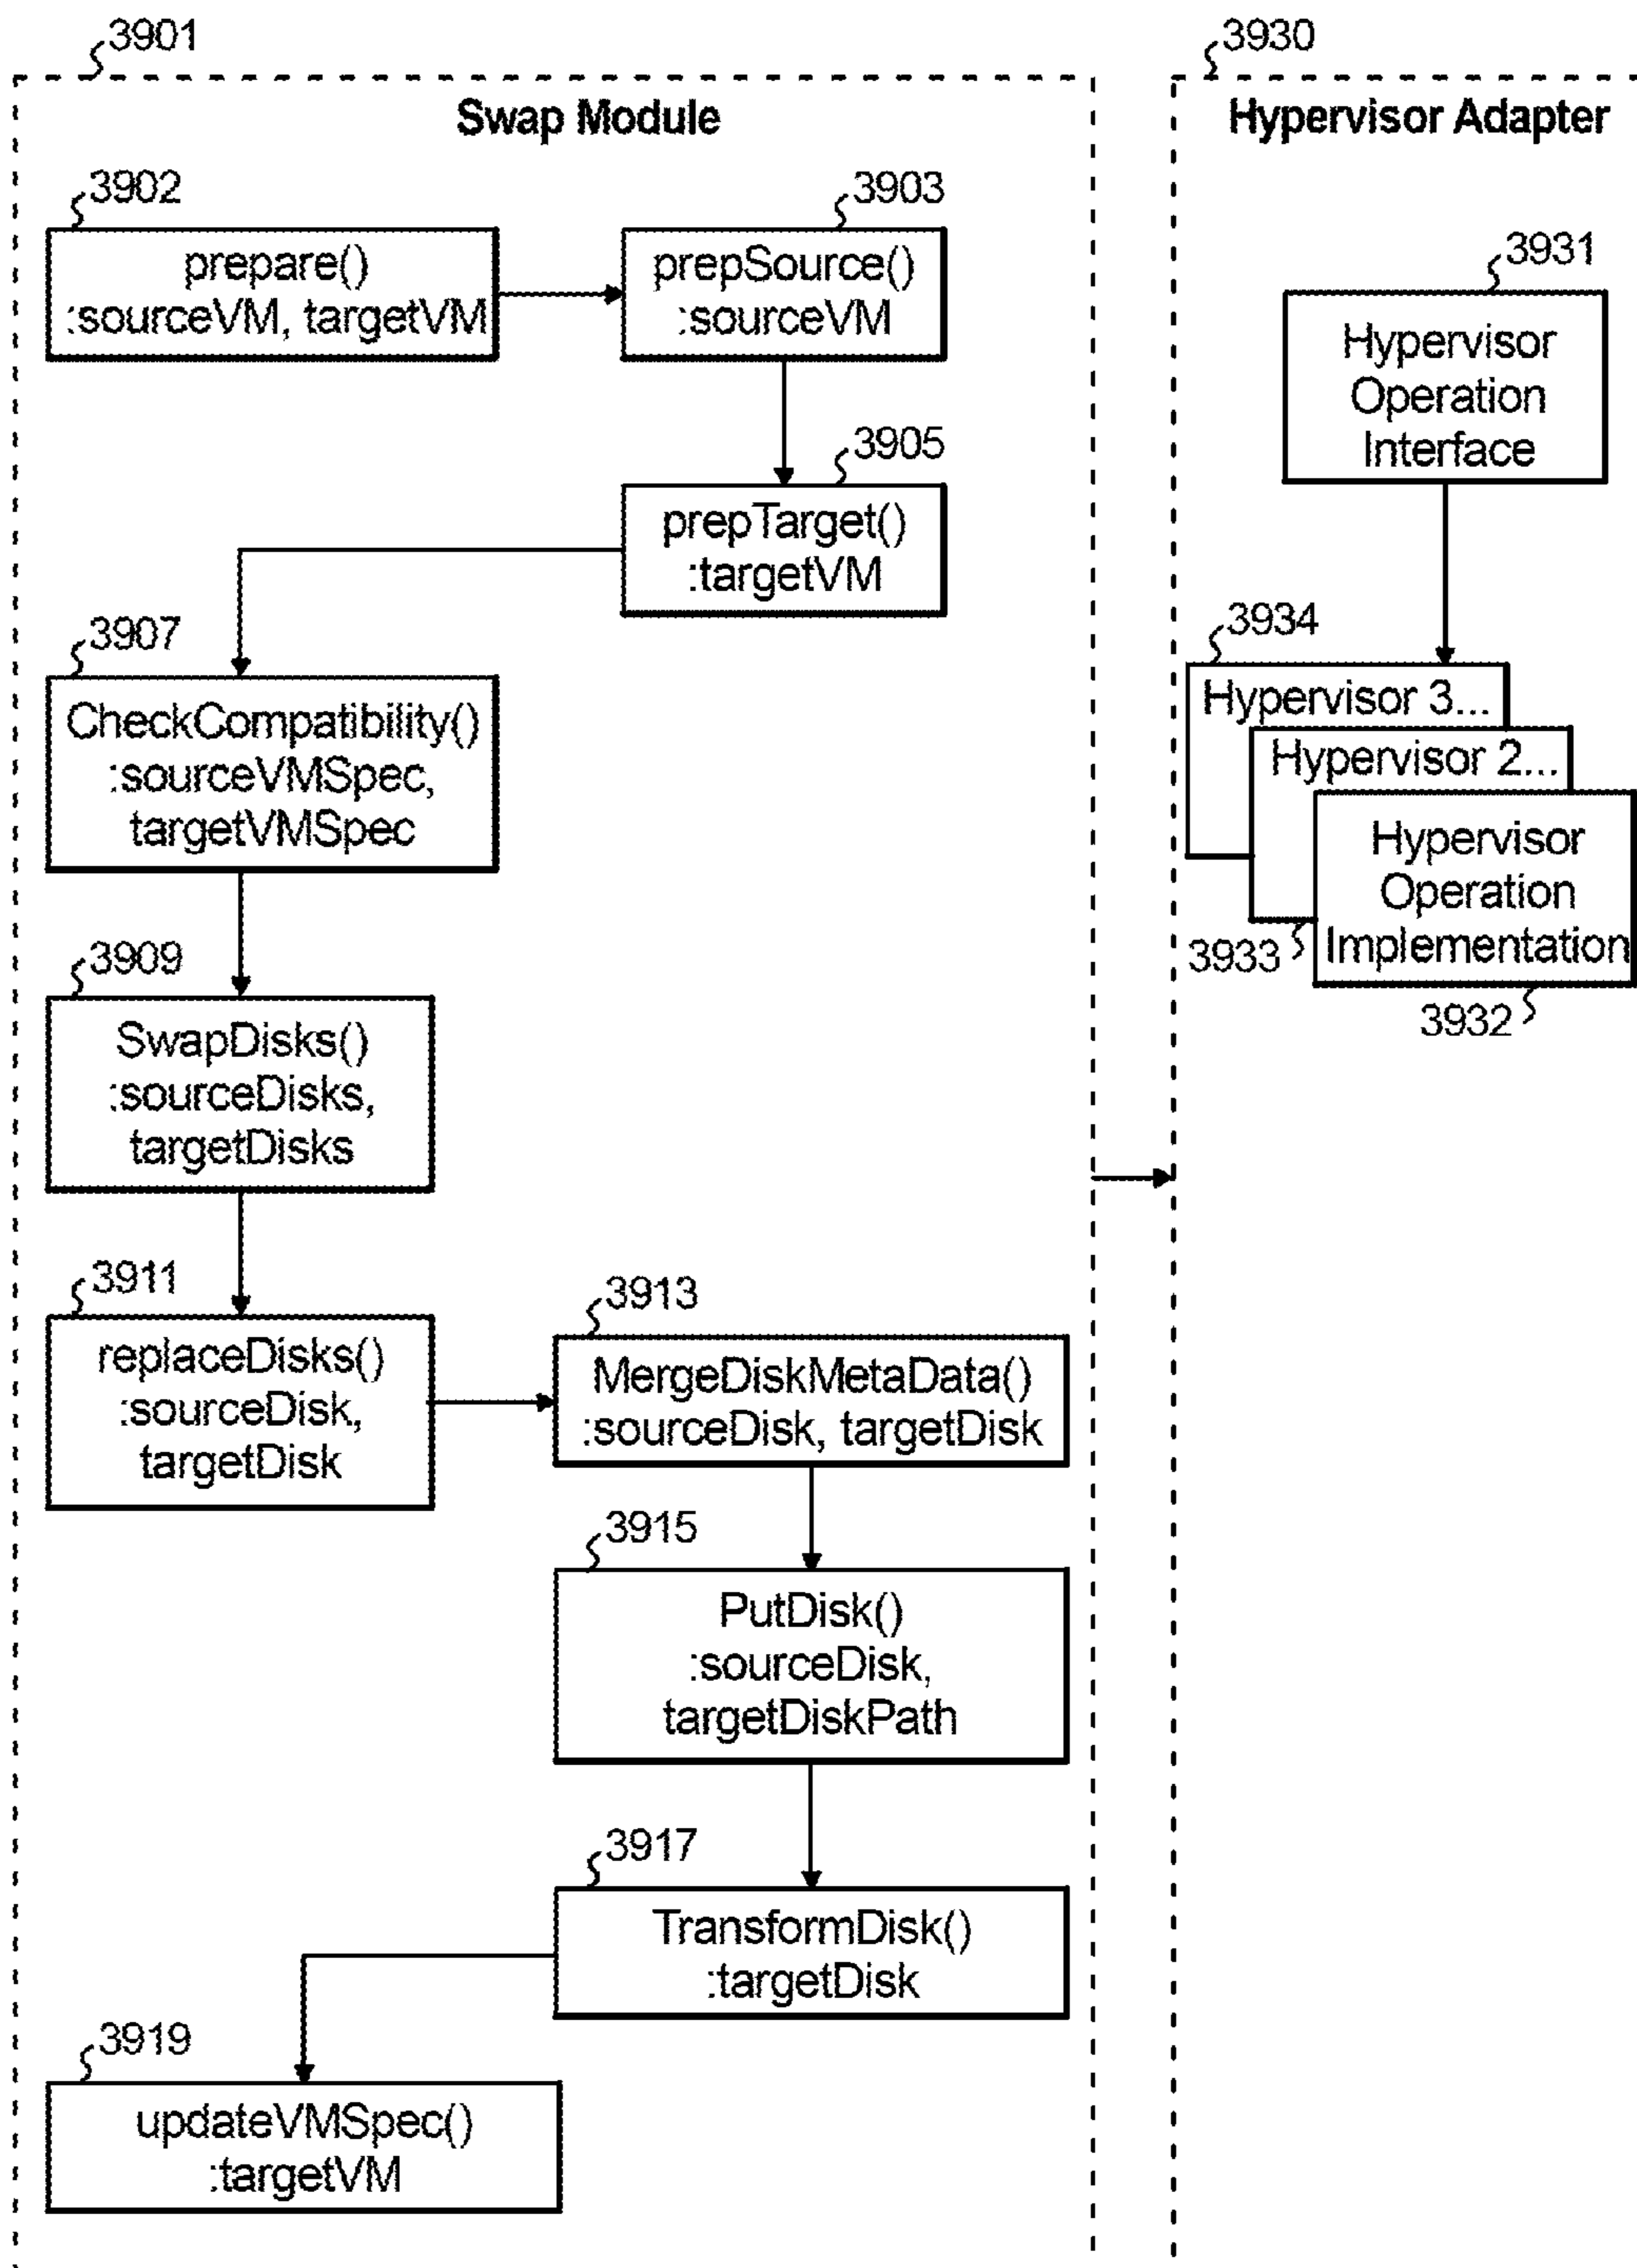 3901
Swap Module
3902
prepare()
:sourceVM, targetVM
3903
prepSource()
:sourceVM
3905
prepTarget()
:targetVM
3907
CheckCompatibility()
:sourceVMSpec,
targetVMSpec
3909
SwapDisks()
:sourceDisks,
targetDisks
3911
replaceDisks()
:sourceDisk,
targetDisk
3913
MergeDiskMetaData()
:sourceDisk, targetDisk
3915
PutDisk()
:sourceDisk,
targetDiskPath
3917
TransformDisk()
:targetDisk
3919
updateVMSpec()
:targetVM
3930
Hypervisor Adapter
3931
Hypervisor
Operation
Interface
3934
Hypervisor 3...
Hypervisor 2...
Hypervisor
Operation
Implementation
3933
3932